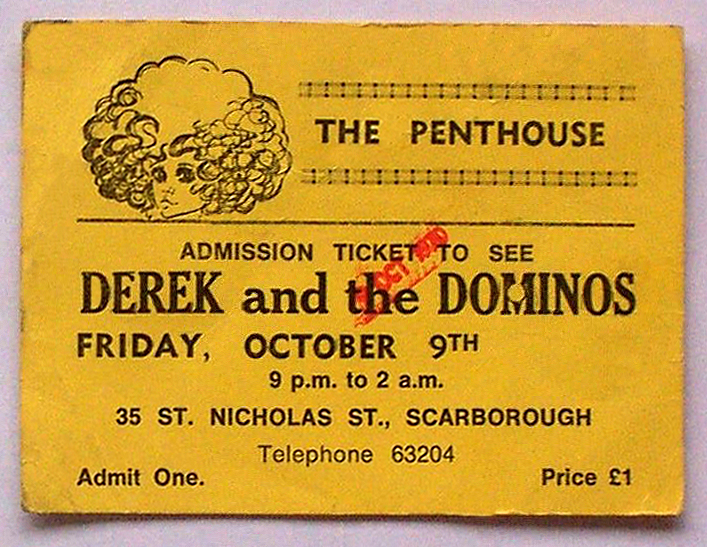 THE PENTHOUSE
ADMISSION TICKET TO SEE
DEREK and the DOMINOS
FRIDAY, OCTOBER 9TH
9 p.m. to 2 a.m.
35 ST. NICHOLAS ST., SCARBOROUGH
Telephone 63204
Admit One.
Price £1